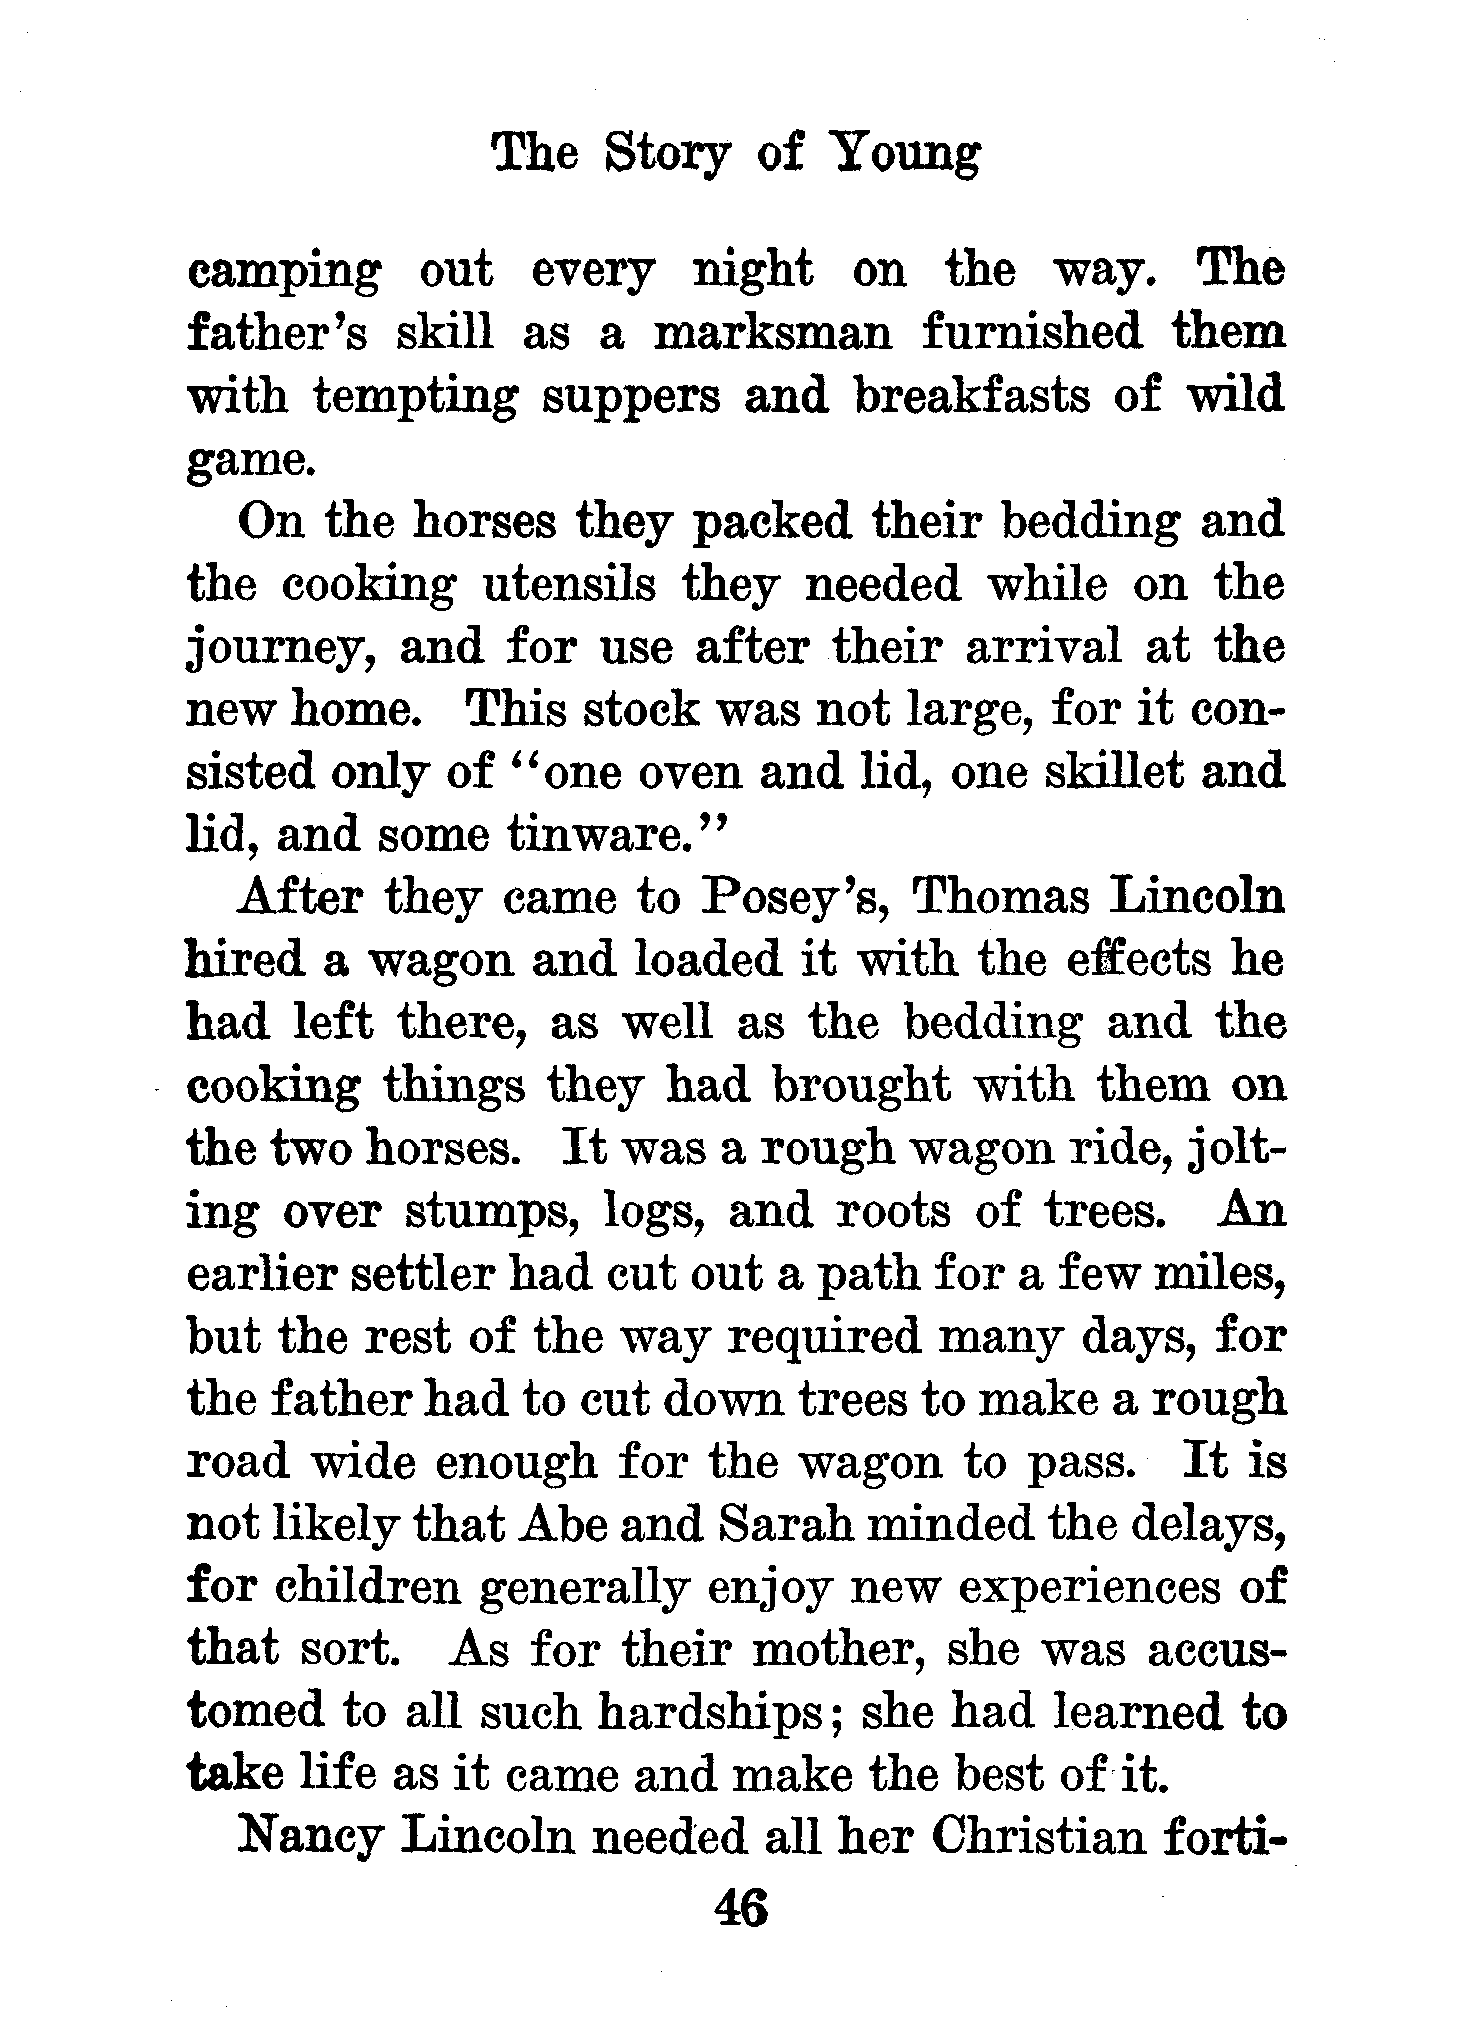 The Story of Young
camping out every night on the way. The
father's skill as a marksman furnished them
with tempting suppers and breakfasts of wild
game.
On the horses they packed their bedding and
the cooking utensils they needed while on the
journey, and for use after their arrival at the
new home. This stock was not large, for it con-
sisted only of "one oven and lid, one skillet and
lid, and some tinware."
After they came to Posey's, Thomas Lincoln
hired a wagon and loaded it with the effects he
had left there, as well as the bedding and the
cooking things they had brought with them on
the two horses. It was a rough wagon ride, jolt-
ing over stumps, logs, and roots of trees. An
earlier settler had cut out a path for a few miles,
but the rest of the way required many days, for
the father had to cut down trees to make a rough
road wide enough for the wagon to pass. It is
not likely that Abe and Sarah minded the delays,
for children generally enjoy new experiences of
that sort. As for their mother, she was accus-
tomed to all such hardships; she had learned to
take life as it came and make the best of it.
Nancy Lincoln needed all her Christian forti-
46